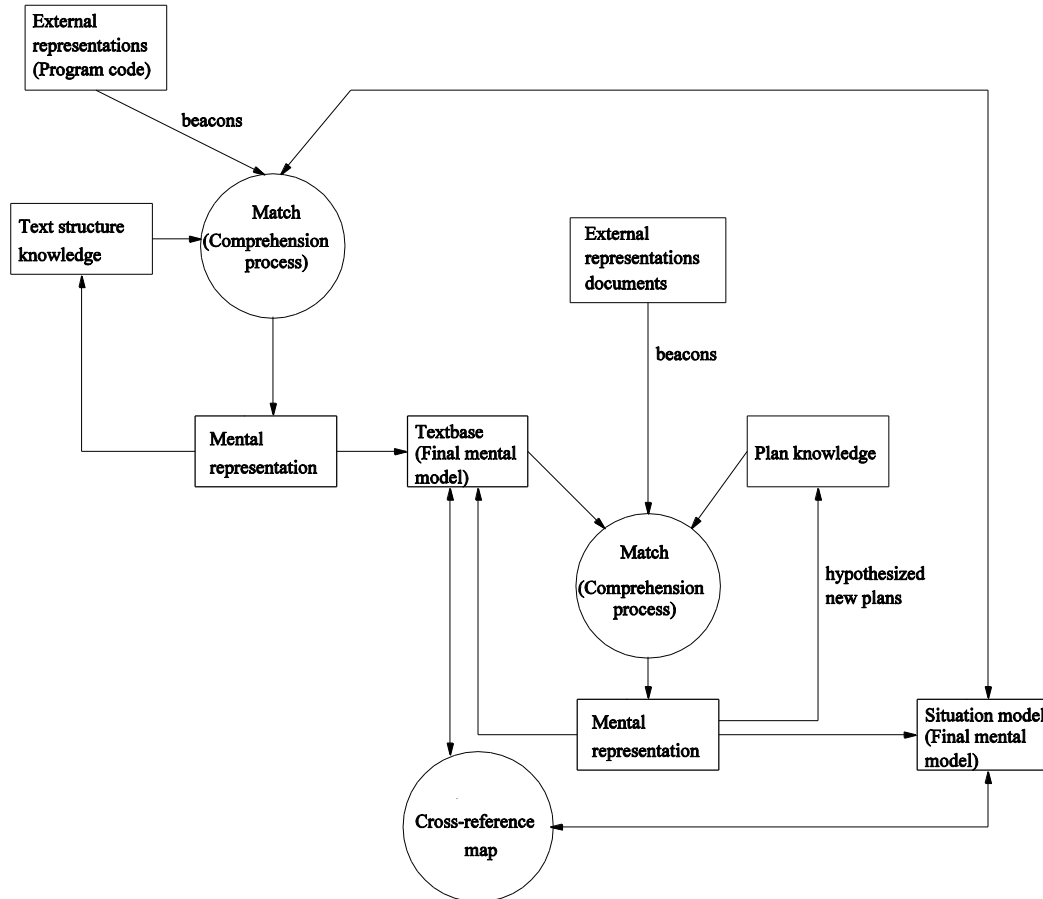 External
representations
(Program code)
beacons
Match
(Comprehension
process)
Text structure
knowledge
External
representations
documents
beacons
Mental
representation
Textbase
(Final mental
model)
Plan knowledge
Match
(Comprehension
process)
hypothesized
new plans
Mental
representation
Situation model
(Final mental
model)
Cross-reference
map